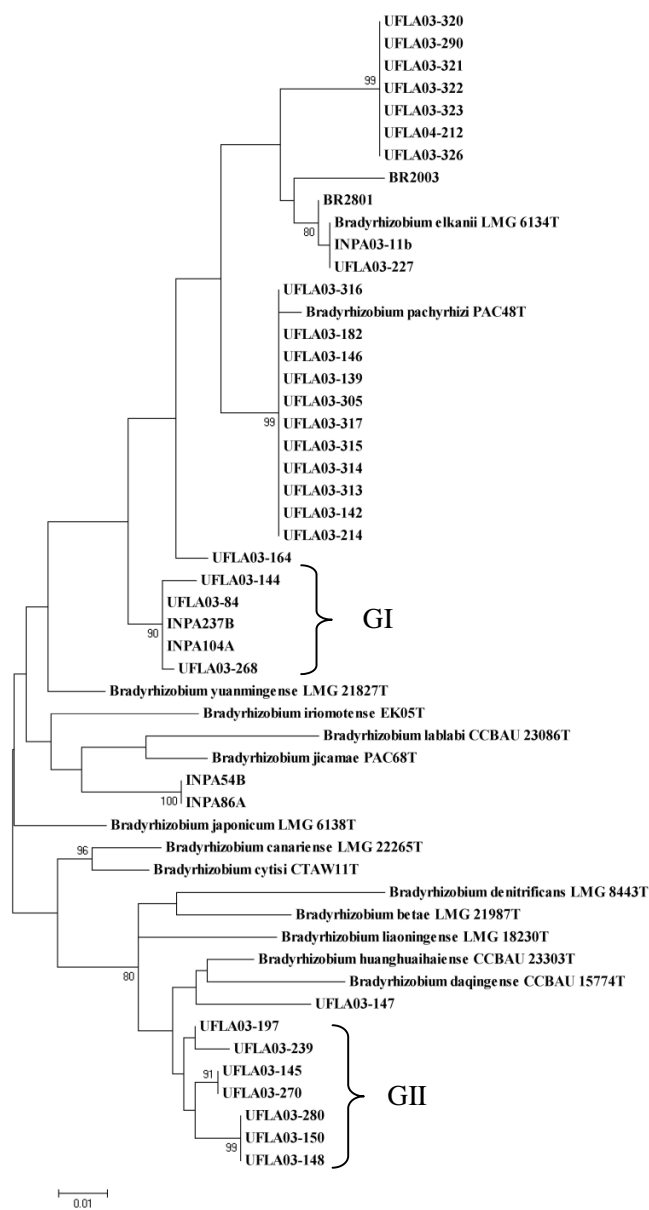 UFLA03-320
UFLA03-290
UFLA03-321
UFLA03-322
99
UFLA03-323
UFLA04-212
UFLA03-326
BR2003
BR2801
Bradyrhizobium elkanii LMG 6134T
80
INPA03-11b
UFLA03-227
UFLA03-316
Bradyrhizobium pachyrhizi PAC48T
UFLA03-182
UFLA03-146
UFLA03-139
UFLA03-305
UFLA03-317
99
UFLA03-315
UFLA03-314
UFLA03-313
UFLA03-142
UFLA03-214
UFLA03-164
UFLA03-144
UFLA03-84
INPA237B
GI
90
INPA104A
UFLA03-268
Bradyrhizobium yuanmingense LMG 21827T
Bradyrhizobium iriomotense EK05T
Bradyrhizobium lablabi CCBAU 23086T
Bradyrhizobium jicamae PAC68T
INPA54B
100
INPA86A
Bradyrhizobium japonicum LMG 6138T
Bradyrhizobium canariense LMG 22265T
96
Bradyrhizobium cytisi CTAW11T
Bradyrhizobium denitrificans LMG 8443T
Bradyrhizobium betae LMG 21987T
Bradyrhizobium liaoningense LMG 18230T
Bradyrhizobium huanghuaihaiense CCBAU 23303T
80
Bradyrhizobium daqingense CCBAU 15774T
UFLA03-147
UFLA03-197
UFLA03-239
UFLA03-145
91
UFLA03-270
GII
UFLA03-280
UFLA03-150
99
UFLA03-148
0.01